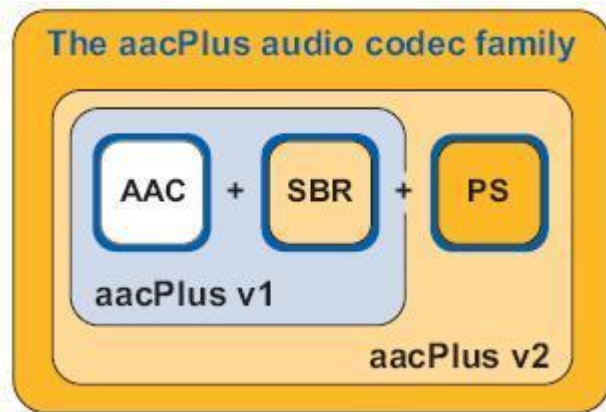 The aacPlus audio codec family
AAC + SBR + PS
aacPlus v1
aacPlus v2